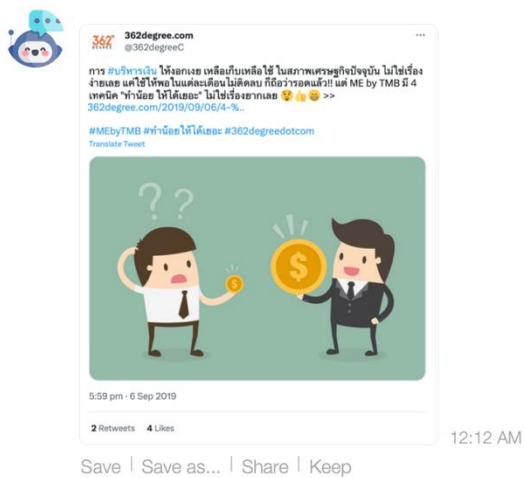 362°
DEGREE
362degree.com
@362degreeC
การ #บริหารเงิน ให้งอกเงย เหลือเก็บเหลือใช้ ในสภาพเศรษฐกิจปัจจุบัน ไม่ใช่เรื่อง
ง่ายเลย แค่ใช้ให้พอในแต่ละเดือนไม่ติดลบ ก็ถือว่ารอดแล้ว!! แต่ ME by TMB มี 4
เทคนิค "ทำน้อย ให้ได้เยอะ" ไม่ใช่เรื่องยากเลย 😲👍😁 >>
362degree.com/2019/09/06/4-%..
#MEbyTMB #ทำน้อยให้ได้เยอะ #362degreedotcom
Translate Tweet
? ?
$
$
5:59 pm · 6 Sep 2019
2 Retweets 4 Likes
12:12 AM
Save | Save as... | Share | Keep